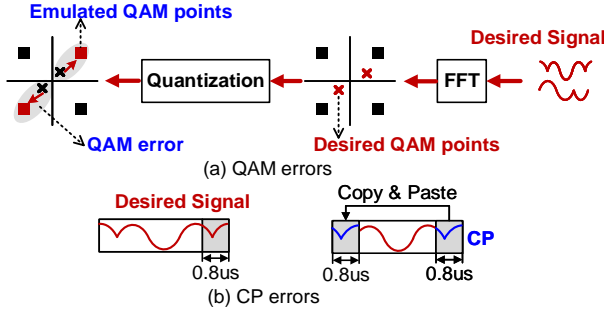 Emulated QAM points
Desired Signal
Quantization
FFT
QAM error
Desired QAM points
(a) QAM errors
Desired Signal
Copy & Paste
CP
0.8us
0.8us
0.8us
(b) CP errors